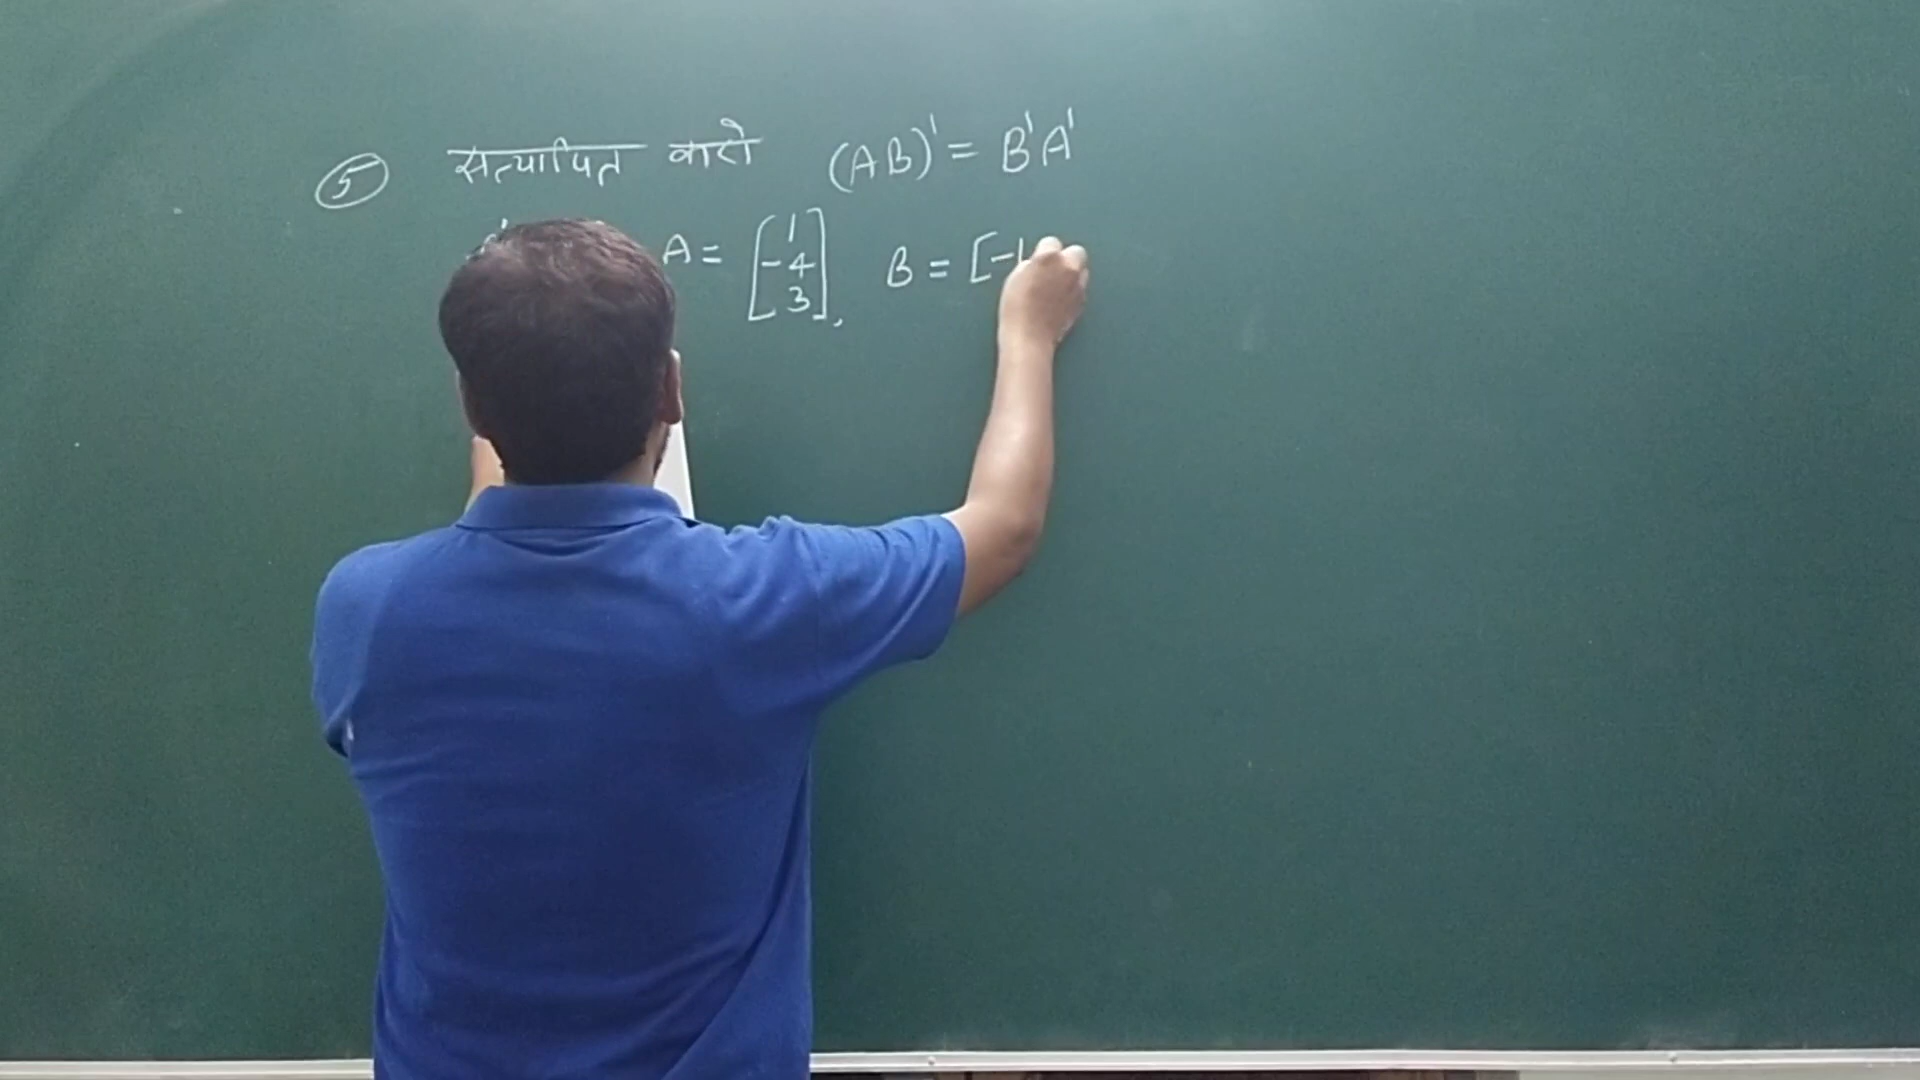 5 सत्यापित करो (AB)' = B'A'
A = [1 -4 3], B = [-1